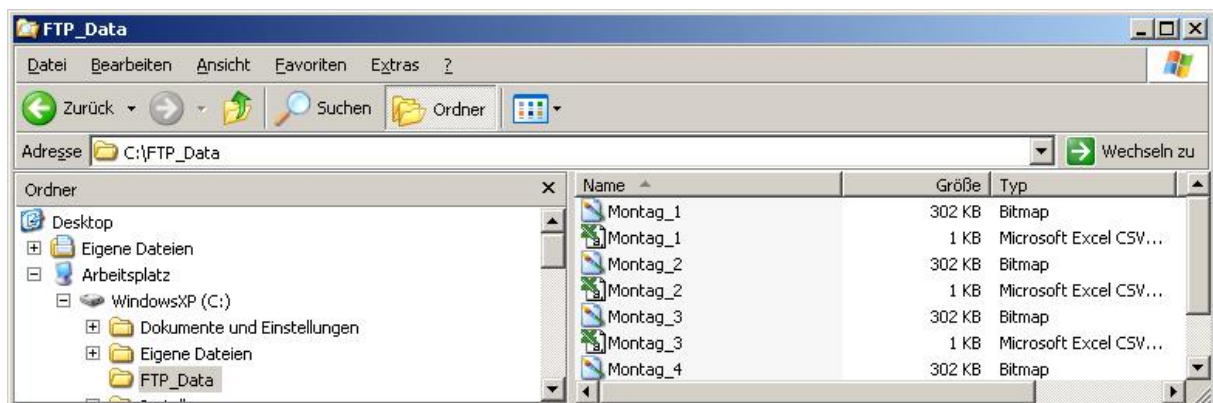 FTP_Data
Datei Bearbeiten Ansicht Favoriten Extras ?
Zurück Suchen Ordner
Adresse C:\FTP_Data Wechseln zu
Ordner x
Desktop
Eigene Dateien
Arbeitsplatz
WindowsXP (C:)
Dokumente und Einstellungen
Eigene Dateien
FTP_Data
Name Größe Typ
Montag_1 302 KB Bitmap
Montag_1 1 KB Microsoft Excel CSV...
Montag_2 302 KB Bitmap
Montag_2 1 KB Microsoft Excel CSV...
Montag_3 302 KB Bitmap
Montag_3 1 KB Microsoft Excel CSV...
Montag_4 302 KB Bitmap